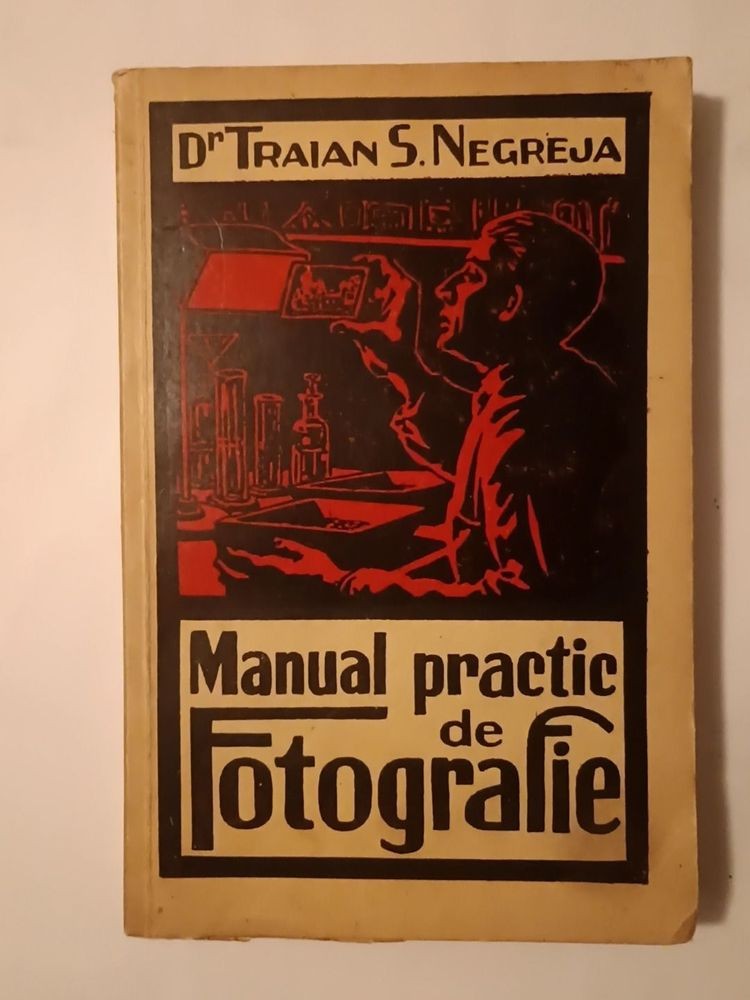 Dr TRAIAN S. NEGREJA
Manual practic
de
Fotografie